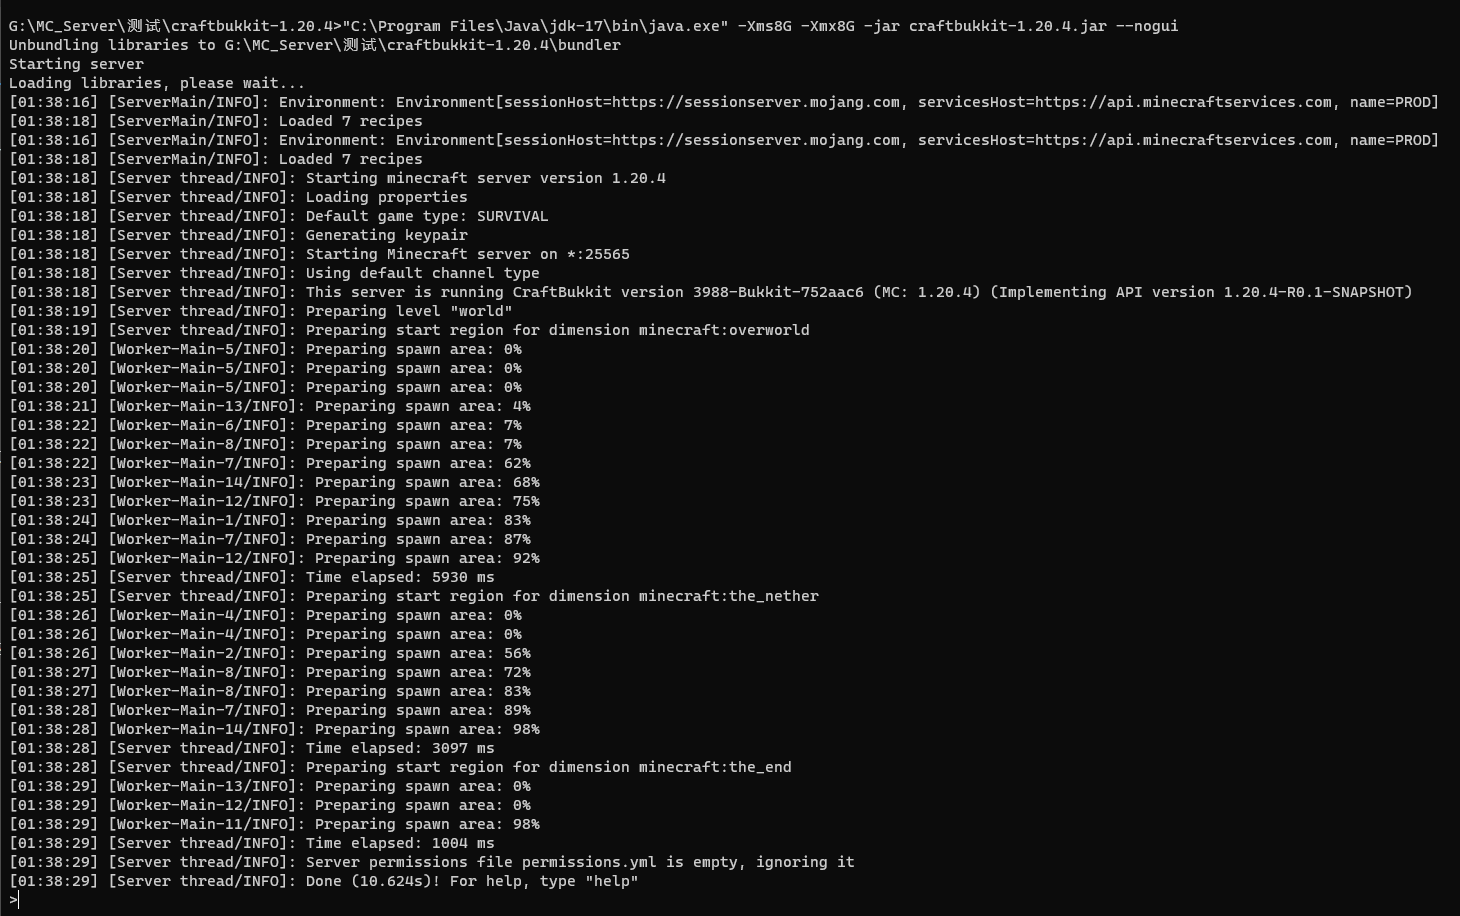 G:\MC_Server\测试\craftbukkit-1.20.4>"C:\Program Files\Java\jdk-17\bin\java.exe" -Xms8G -Xmx8G -jar craftbukkit-1.20.4.jar --nogui
Unbundling libraries to G:\MC_Server\测试\craftbukkit-1.20.4\bundler
Starting server
Loading libraries, please wait...
[01:38:16] [ServerMain/INFO]: Environment: Environment[sessionHost=https://sessionserver.mojang.com, servicesHost=https://api.minecraftservices.com, name=PROD]
[01:38:18] [ServerMain/INFO]: Loaded 7 recipes
[01:38:16] [ServerMain/INFO]: Environment: Environment[sessionHost=https://sessionserver.mojang.com, servicesHost=https://api.minecraftservices.com, name=PROD]
[01:38:18] [ServerMain/INFO]: Loaded 7 recipes
[01:38:18] [Server thread/INFO]: Starting minecraft server version 1.20.4
[01:38:18] [Server thread/INFO]: Loading properties
[01:38:18] [Server thread/INFO]: Default game type: SURVIVAL
[01:38:18] [Server thread/INFO]: Generating keypair
[01:38:18] [Server thread/INFO]: Starting Minecraft server on *:25565
[01:38:18] [Server thread/INFO]: Using default channel type
[01:38:18] [Server thread/INFO]: This server is running CraftBukkit version 3988-Bukkit-752aac6 (MC: 1.20.4) (Implementing API version 1.20.4-R0.1-SNAPSHOT)
[01:38:19] [Server thread/INFO]: Preparing level "world"
[01:38:19] [Server thread/INFO]: Preparing start region for dimension minecraft:overworld
[01:38:20] [Worker-Main-5/INFO]: Preparing spawn area: 0%
[01:38:20] [Worker-Main-5/INFO]: Preparing spawn area: 0%
[01:38:20] [Worker-Main-5/INFO]: Preparing spawn area: 0%
[01:38:21] [Worker-Main-13/INFO]: Preparing spawn area: 4%
[01:38:22] [Worker-Main-6/INFO]: Preparing spawn area: 7%
[01:38:22] [Worker-Main-8/INFO]: Preparing spawn area: 7%
[01:38:22] [Worker-Main-7/INFO]: Preparing spawn area: 62%
[01:38:23] [Worker-Main-14/INFO]: Preparing spawn area: 68%
[01:38:23] [Worker-Main-12/INFO]: Preparing spawn area: 75%
[01:38:24] [Worker-Main-1/INFO]: Preparing spawn area: 83%
[01:38:24] [Worker-Main-7/INFO]: Preparing spawn area: 87%
[01:38:25] [Worker-Main-12/INFO]: Preparing spawn area: 92%
[01:38:25] [Server thread/INFO]: Time elapsed: 5930 ms
[01:38:25] [Server thread/INFO]: Preparing start region for dimension minecraft:the_nether
[01:38:26] [Worker-Main-4/INFO]: Preparing spawn area: 0%
[01:38:26] [Worker-Main-4/INFO]: Preparing spawn area: 0%
[01:38:26] [Worker-Main-2/INFO]: Preparing spawn area: 56%
[01:38:27] [Worker-Main-8/INFO]: Preparing spawn area: 72%
[01:38:27] [Worker-Main-8/INFO]: Preparing spawn area: 83%
[01:38:28] [Worker-Main-7/INFO]: Preparing spawn area: 89%
[01:38:28] [Worker-Main-14/INFO]: Preparing spawn area: 98%
[01:38:28] [Server thread/INFO]: Time elapsed: 3097 ms
[01:38:28] [Server thread/INFO]: Preparing start region for dimension minecraft:the_end
[01:38:29] [Worker-Main-13/INFO]: Preparing spawn area: 0%
[01:38:29] [Worker-Main-12/INFO]: Preparing spawn area: 0%
[01:38:29] [Worker-Main-11/INFO]: Preparing spawn area: 98%
[01:38:29] [Server thread/INFO]: Time elapsed: 1004 ms
[01:38:29] [Server thread/INFO]: Server permissions file permissions.yml is empty, ignoring it
[01:38:29] [Server thread/INFO]: Done (10.624s)! For help, type "help"
>